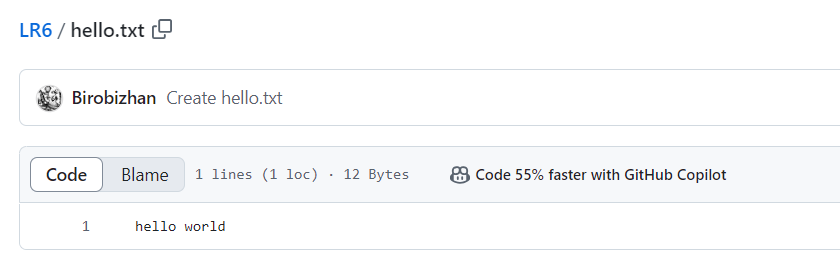 LR6 / hello.txt
Birobizhan Create hello.txt
Code Blame 1 lines (1 loc) · 12 Bytes Code 55% faster with GitHub Copilot
1 hello world